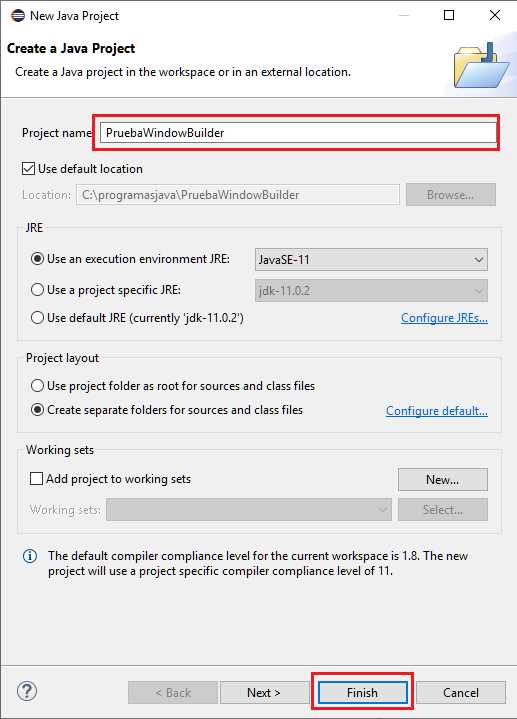 New Java Project
Create a Java Project
Create a Java project in the workspace or in an external location.
Project name
PruebaWindowBuilder
Use default location
Location: C:\programasjava\PruebaWindowBuilder Browse...
JRE
Use an execution environment JRE: JavaSE-11
Use a project specific JRE: jdk-11.0.2
Use default JRE (currently 'jdk-11.0.2') Configure JREs...
Project layout
Use project folder as root for sources and class files
Create separate folders for sources and class files Configure default...
Working sets
Add project to working sets New...
Working sets: Select...
The default compiler compliance level for the current workspace is 1.8. The new
project will use a project specific compiler compliance level of 11.
? < Back Next > Finish Cancel